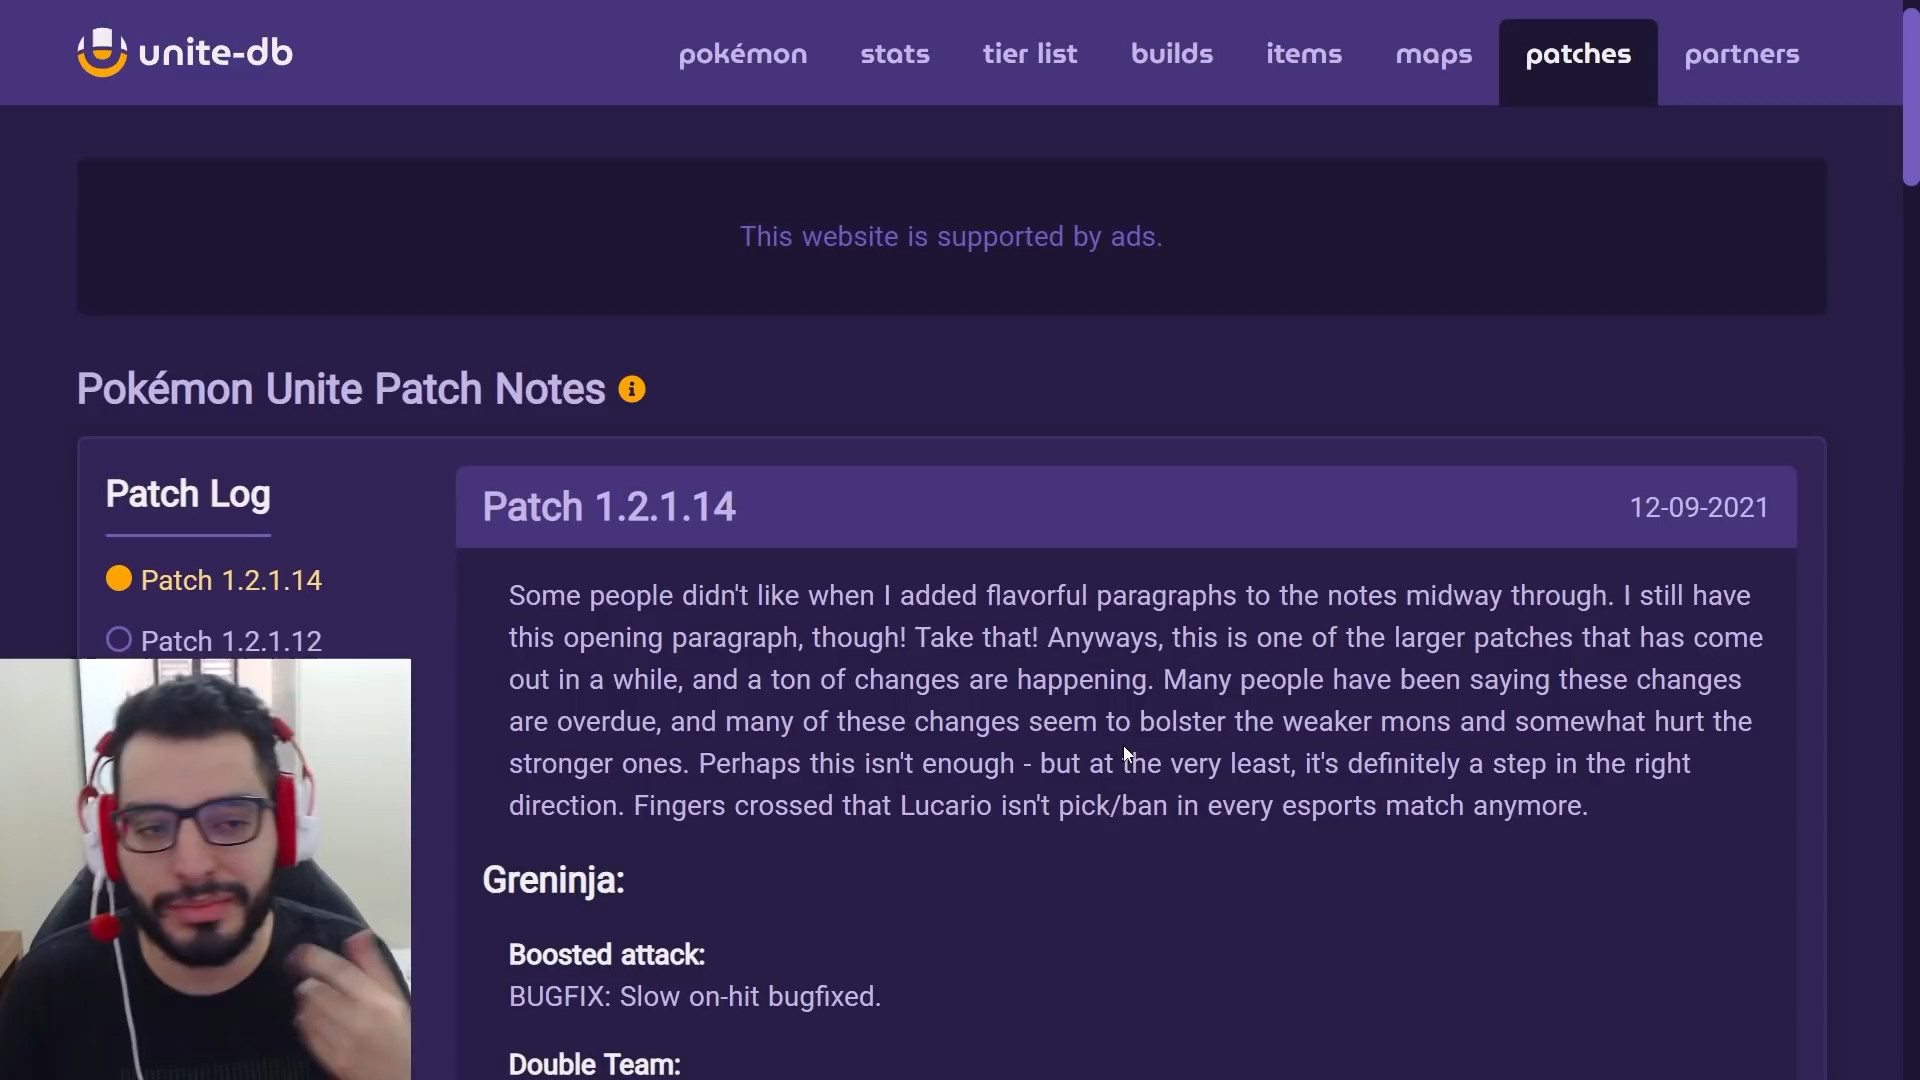 unite-db
pokémon
stats
tier list
builds
items
maps
patches
partners
This website is supported by ads.
Pokémon Unite Patch Notes
Patch Log
Patch 1.2.1.14
Patch 1.2.1.12
Patch 1.2.1.14
12-09-2021
Some people didn't like when I added flavorful paragraphs to the notes midway through. I still have
this opening paragraph, though! Take that! Anyways, this is one of the larger patches that has come
out in a while, and a ton of changes are happening. Many people have been saying these changes
are overdue, and many of these changes seem to bolster the weaker mons and somewhat hurt the
stronger ones. Perhaps this isn't enough - but at the very least, it's definitely a step in the right
direction. Fingers crossed that Lucario isn't pick/ban in every esports match anymore.
Greninja:
Boosted attack:
BUGFIX: Slow on-hit bugfixed.
Double Team: